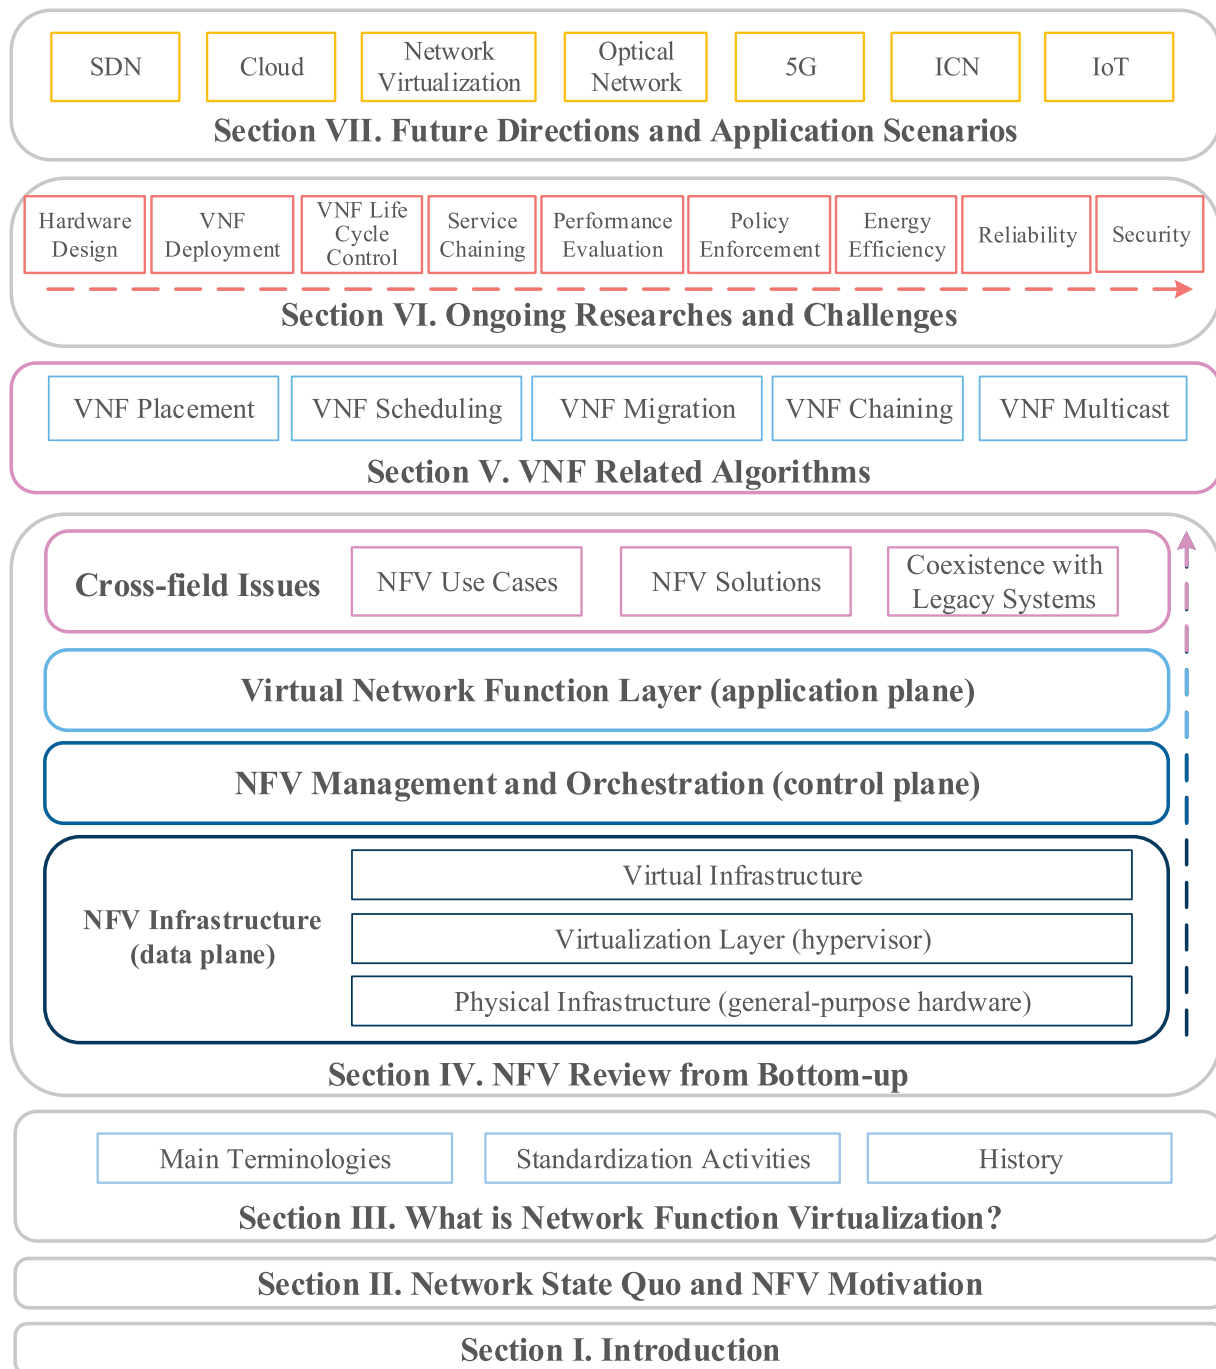 SDN
Cloud
Network
Virtualization
Optical
Network
5G
ICN
IoT
Section VII. Future Directions and Application Scenarios
Hardware
Design
VNF
Deployment
VNF Life
Cycle
Control
Service
Chaining
Performance
Evaluation
Policy
Enforcement
Energy
Efficiency
Reliability
Security
Section VI. Ongoing Researches and Challenges
VNF Placement
VNF Scheduling
VNF Migration
VNF Chaining
VNF Multicast
Section V. VNF Related Algorithms
Cross-field Issues
NFV Use Cases
NFV Solutions
Coexistence with
Legacy Systems
Virtual Network Function Layer (application plane)
NFV Management and Orchestration (control plane)
NFV Infrastructure
(data plane)
Virtual Infrastructure
Virtualization Layer (hypervisor)
Physical Infrastructure (general-purpose hardware)
Section IV. NFV Review from Bottom-up
Main Terminologies
Standardization Activities
History
Section III. What is Network Function Virtualization?
Section II. Network State Quo and NFV Motivation
Section I. Introduction